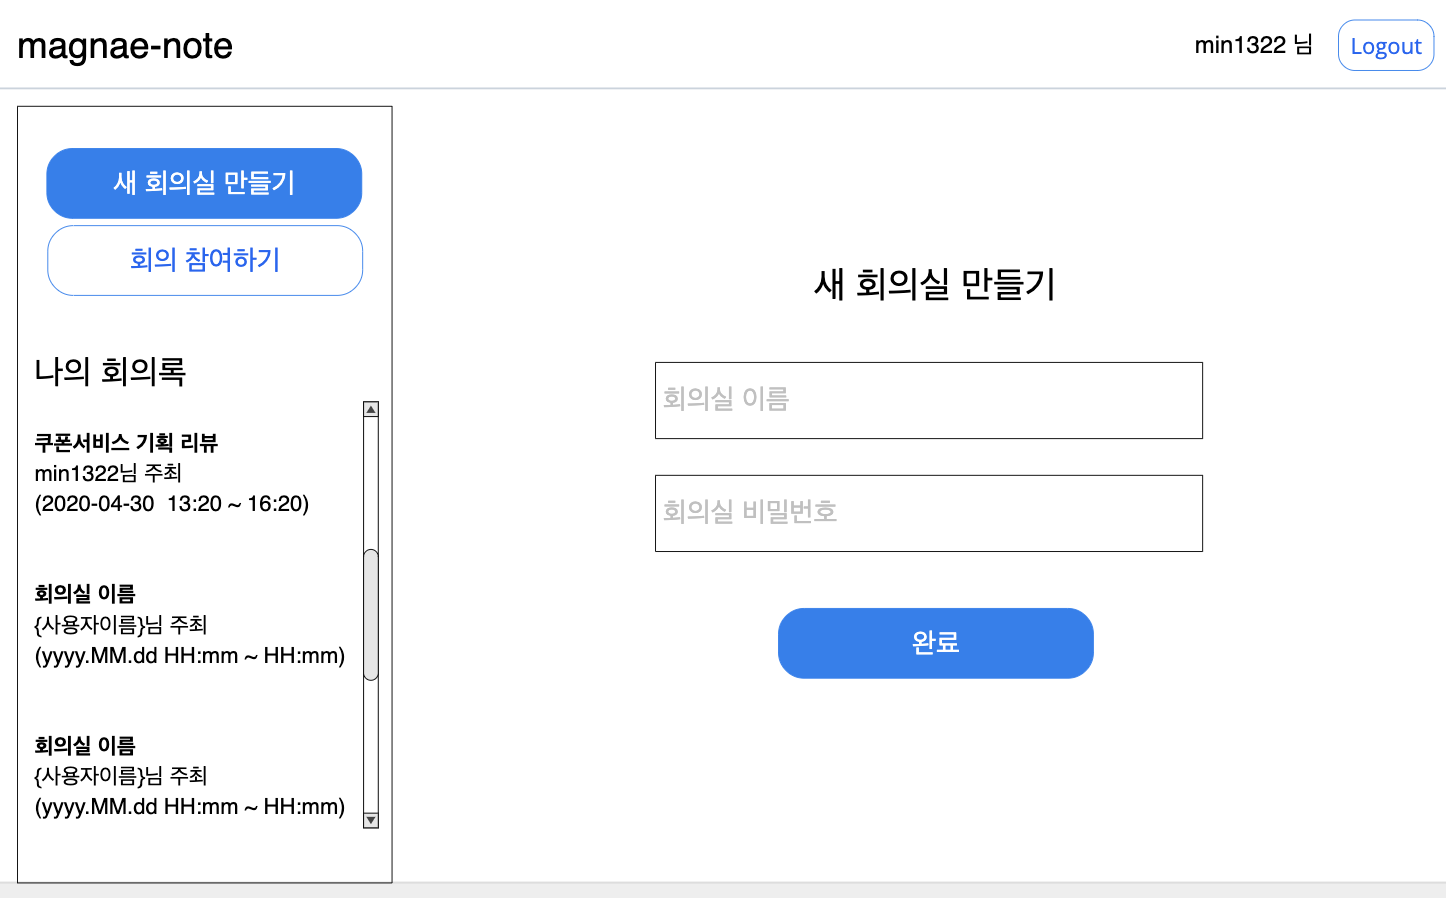 magnae-note
min1322 님
Logout
새 회의실 만들기
회의 참여하기
나의 회의록
쿠폰서비스 기획 리뷰
min1322님 주최
(2020-04-30  13:20 ~ 16:20)
회의실 이름
{사용자이름}님 주최
(yyyy.MM.dd HH:mm ~ HH:mm)
회의실 이름
{사용자이름}님 주최
(yyyy.MM.dd HH:mm ~ HH:mm)
새 회의실 만들기
회의실 이름
회의실 비밀번호
완료